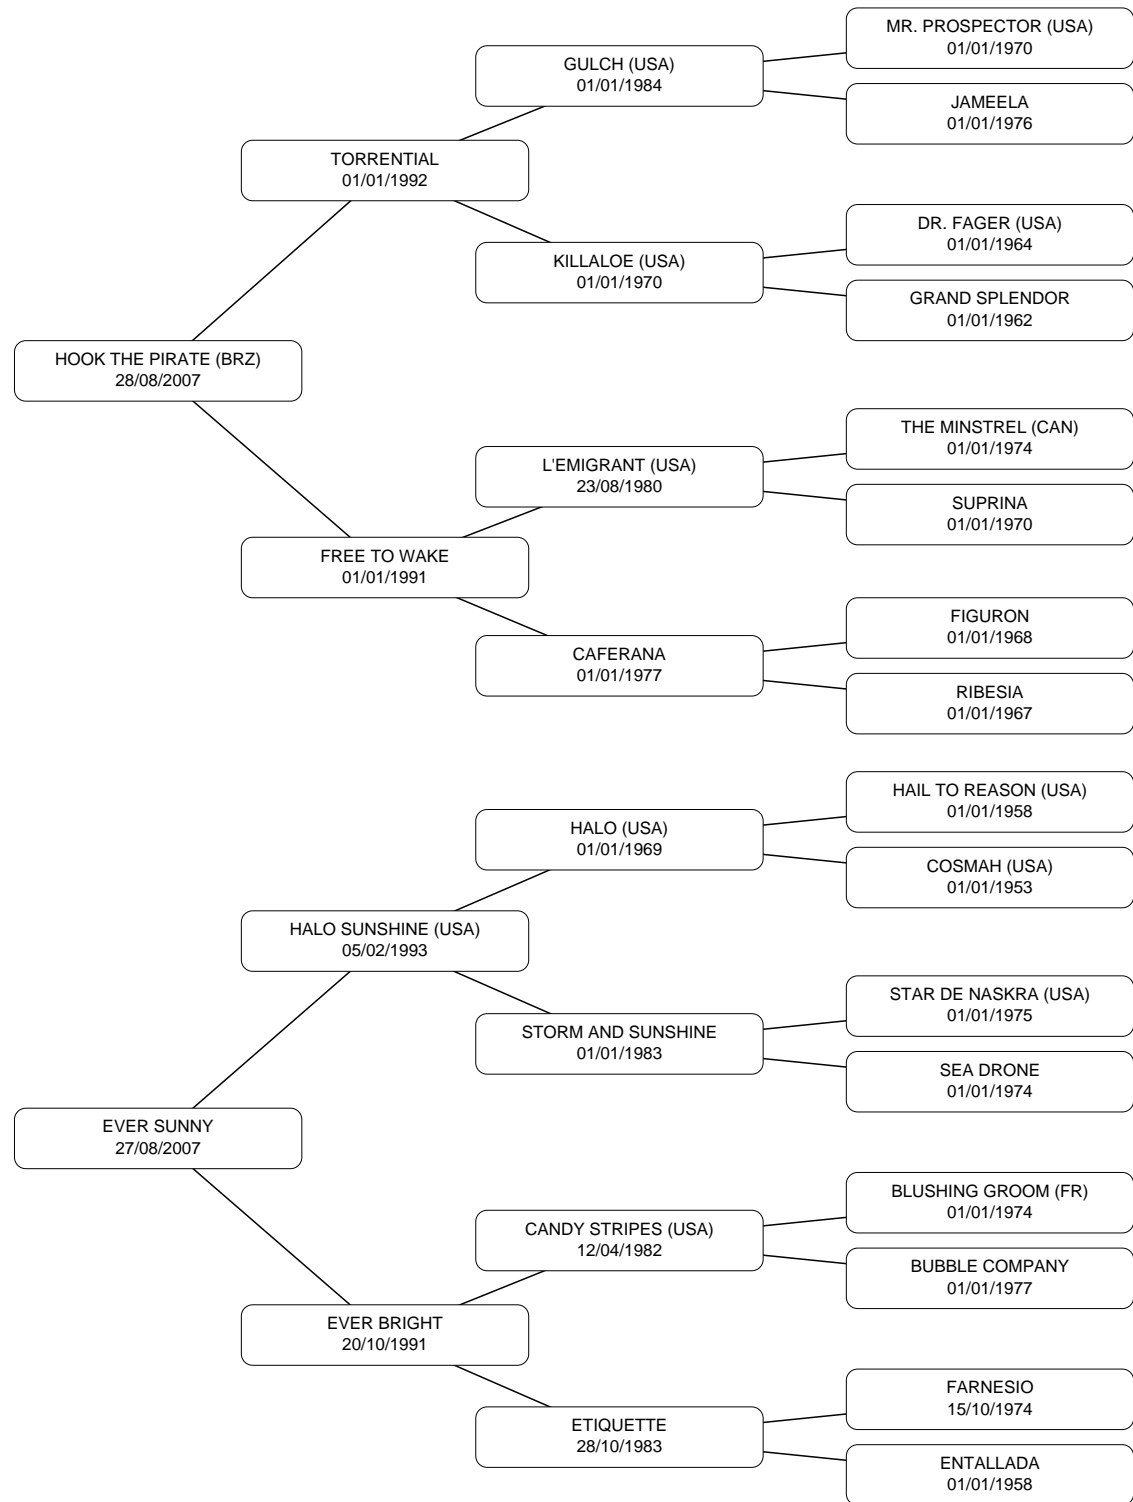 MR. PROSPECTOR (USA)
01/01/1970
GULCH (USA)
01/01/1984
JAMEELA
01/01/1976
TORRENTIAL
01/01/1992
DR. FAGER (USA)
01/01/1964
KILLALOE (USA)
01/01/1970
GRAND SPLENDOR
01/01/1962
HOOK THE PIRATE (BRZ)
28/08/2007
THE MINSTREL (CAN)
01/01/1974
L'EMIGRANT (USA)
23/08/1980
SUPRINA
01/01/1970
FREE TO WAKE
01/01/1991
FIGURON
01/01/1968
CAFERANA
01/01/1977
RIBESIA
01/01/1967
HAIL TO REASON (USA)
01/01/1958
HALO (USA)
01/01/1969
COSMAH (USA)
01/01/1953
HALO SUNSHINE (USA)
05/02/1993
STAR DE NASKRA (USA)
01/01/1975
STORM AND SUNSHINE
01/01/1983
SEA DRONE
01/01/1974
EVER SUNNY
27/08/2007
BLUSHING GROOM (FR)
01/01/1974
CANDY STRIPES (USA)
12/04/1982
BUBBLE COMPANY
01/01/1977
EVER BRIGHT
20/10/1991
FARNESIO
15/10/1974
ETIQUETTE
28/10/1983
ENTALLADA
01/01/1958